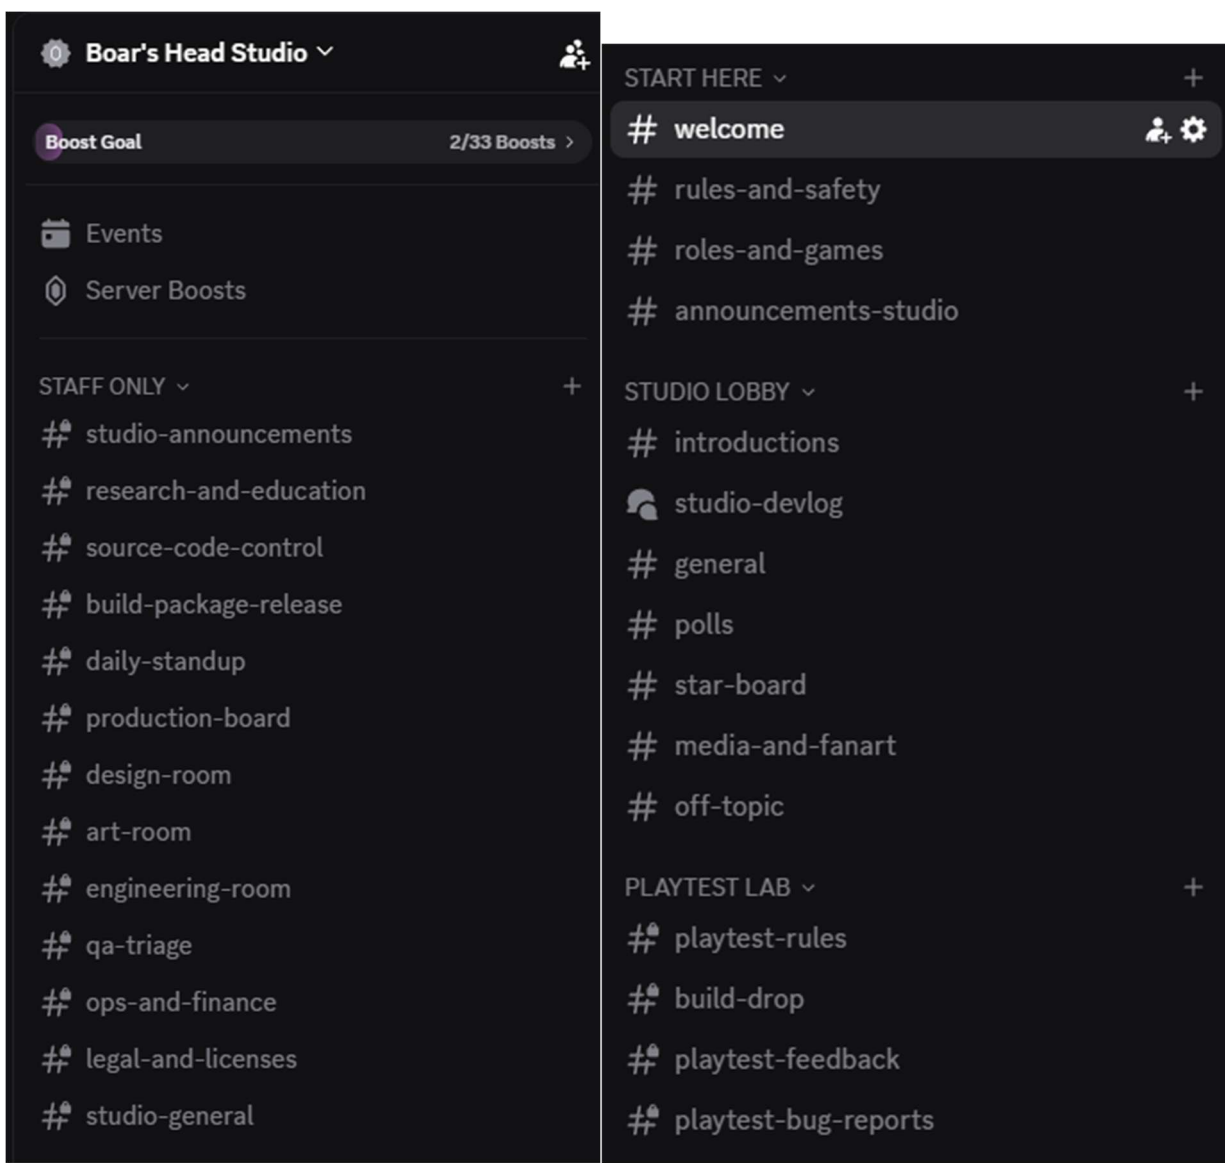 Boar's Head Studio
Boost Goal 2/33 Boosts
Events
Server Boosts
STAFF ONLY
studio-announcements
research-and-education
source-code-control
build-package-release
daily-standup
production-board
design-room
art-room
engineering-room
qa-triage
ops-and-finance
legal-and-licenses
studio-general
START HERE
welcome
rules-and-safety
roles-and-games
announcements-studio
STUDIO LOBBY
introductions
studio-devlog
general
polls
star-board
media-and-fanart
off-topic
PLAYTEST LAB
playtest-rules
build-drop
playtest-feedback
playtest-bug-reports